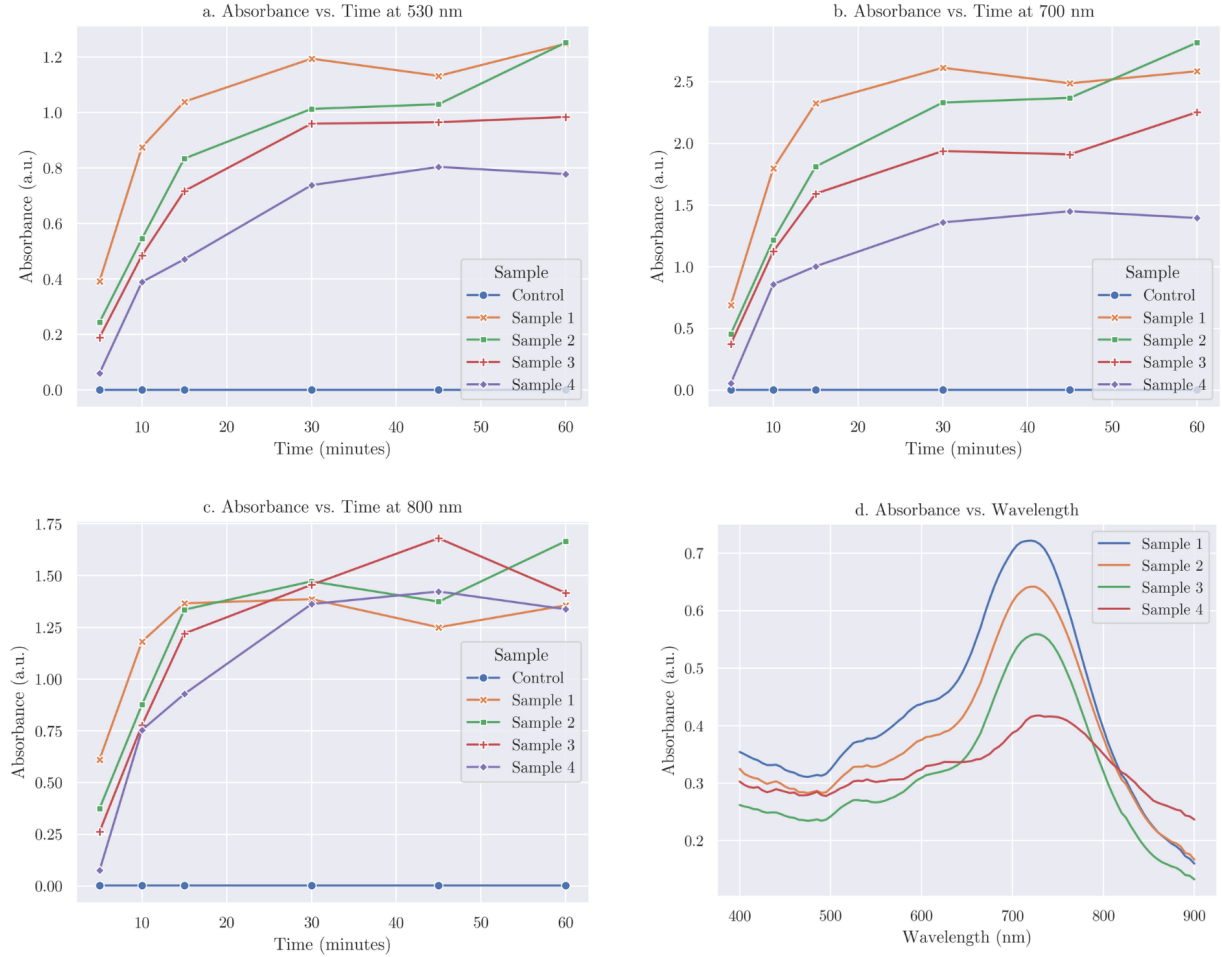 a. Absorbance vs. Time at 530 nm
Absorbance (a.u.)
1.2
1.0
0.8
0.6
0.4
0.2
0.0
10 20 30 40 50 60
Time (minutes)
Sample
Control
Sample 1
Sample 2
Sample 3
Sample 4
b. Absorbance vs. Time at 700 nm
Absorbance (a.u.)
2.5
2.0
1.5
1.0
0.5
0.0
10 20 30 40 50 60
Time (minutes)
Sample
Control
Sample 1
Sample 2
Sample 3
Sample 4
c. Absorbance vs. Time at 800 nm
Absorbance (a.u.)
1.75
1.50
1.25
1.00
0.75
0.50
0.25
0.00
10 20 30 40 50 60
Time (minutes)
Sample
Control
Sample 1
Sample 2
Sample 3
Sample 4
d. Absorbance vs. Wavelength
Absorbance (a.u.)
0.7
0.6
0.5
0.4
0.3
0.2
400 500 600 700 800 900
Wavelength (nm)
Sample 1
Sample 2
Sample 3
Sample 4